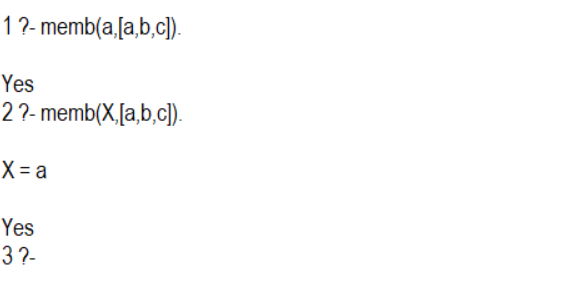 1 ?- memb(a,[a,b,c]).
Yes
2 ?- memb(X,[a,b,c]).
X = a
Yes
3 ?-